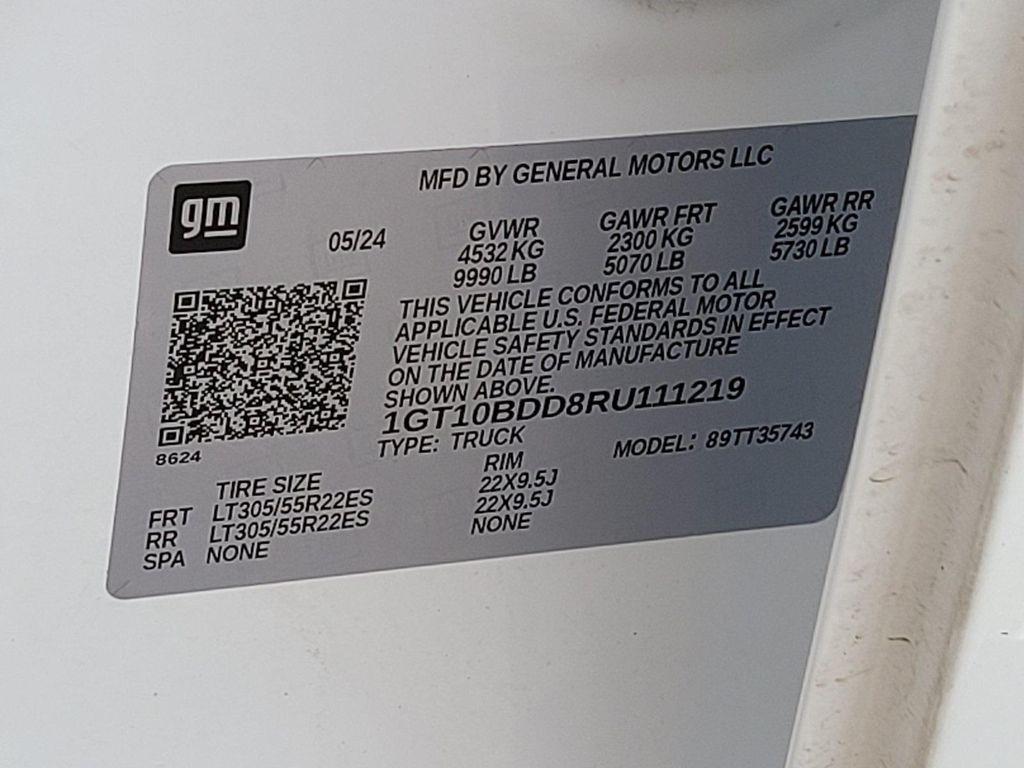 gm
MFD BY GENERAL MOTORS LLC
05/24
GVWR
4532 KG
9990 LB
GAWR FRT
2300 KG
5070 LB
GAWR RR
2599 KG
5730 LB
THIS VEHICLE CONFORMS TO ALL
APPLICABLE U.S. FEDERAL MOTOR
VEHICLE SAFETY STANDARDS IN EFFECT
ON THE DATE OF MANUFACTURE
SHOWN ABOVE.
1GT10BDD8RU111219
TYPE: TRUCK
MODEL: 89TT35743
8624
TIRE SIZE
RIM
FRT LT305/55R22ES 22X9.5J
RR LT305/55R22ES 22X9.5J
SPA NONE NONE